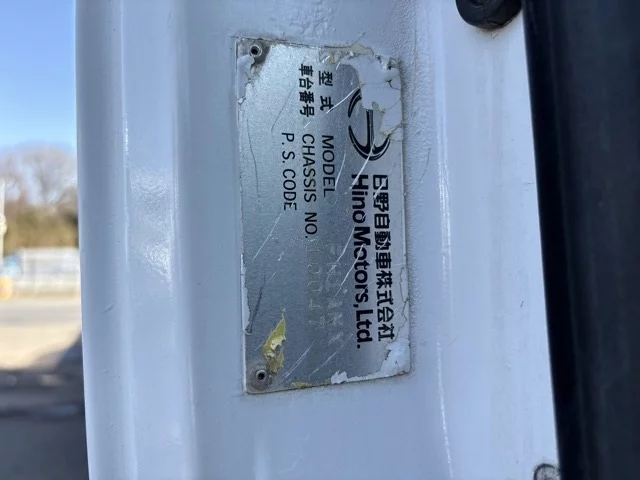 日野自動車株式会社
Hino Motors, Ltd.
型式 MODEL
車台番号 CHASSIS NO.
P.S.CODE